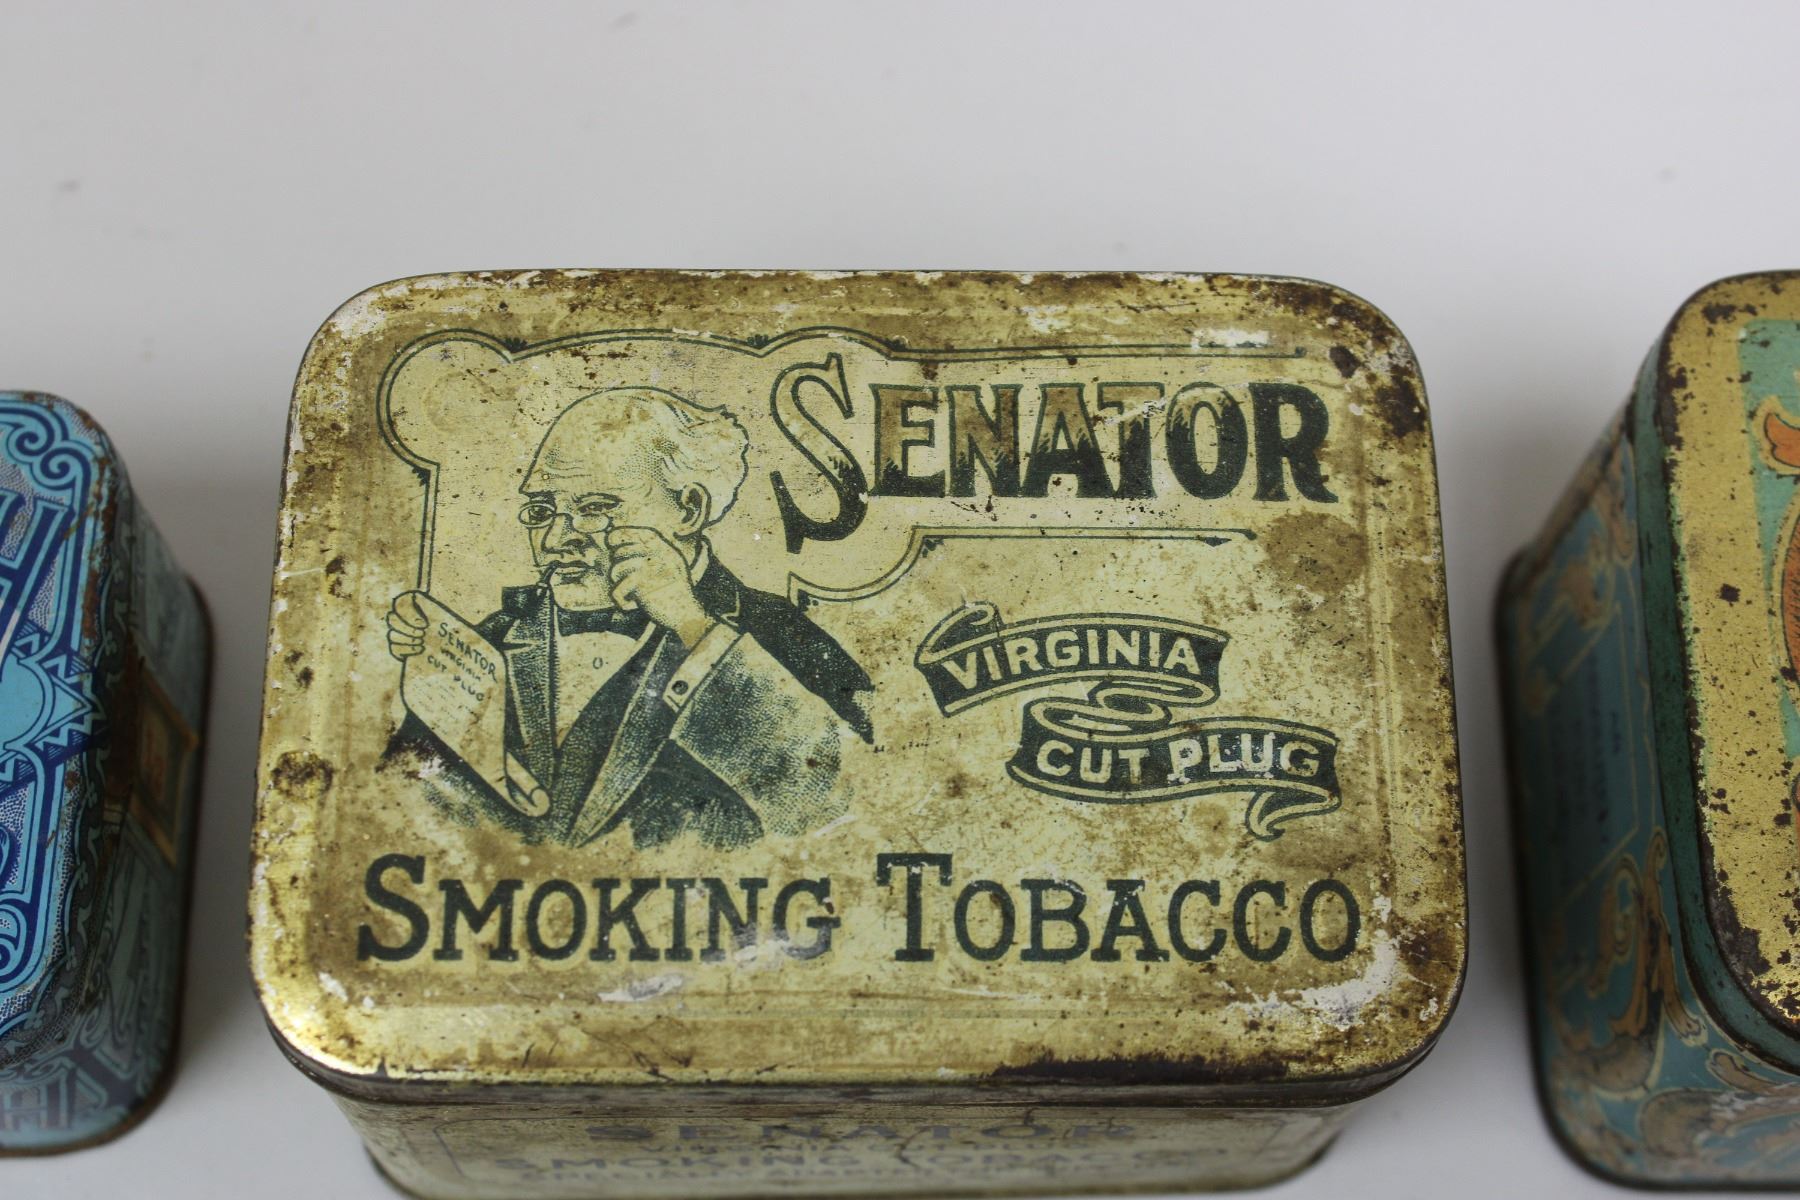 SENATOR
VIRGINIA
CUT PLUG
SENATOR
VIRGINIA
CUT PLUG
SMOKING TOBACCO
SENATOR
SMOKING TOBACCO